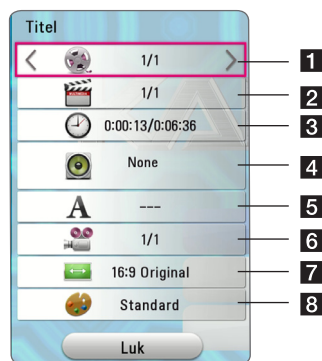 Titel
1/1 1
1/1 2
0:00:13/0:06:36 3
None 4
A --- 5
1/1 6
16:9 Original 7
Standard 8
Luk